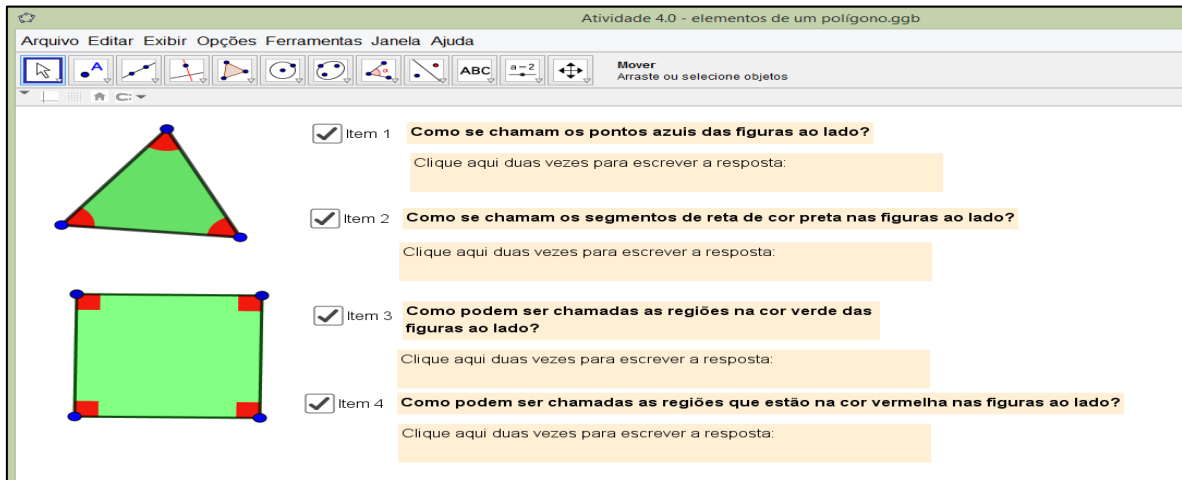 Atividade 4.0 - elementos de um polígono.ggb
Arquivo Editar Exibir Opções Ferramentas Janela Ajuda
A
ABC
a=2
Mover
Arraste ou selecione objetos
Item 1 Como se chamam os pontos azuis das figuras ao lado?
Clique aqui duas vezes para escrever a resposta:
Item 2 Como se chamam os segmentos de reta de cor preta nas figuras ao lado?
Clique aqui duas vezes para escrever a resposta:
Item 3 Como podem ser chamadas as regiões na cor verde das
figuras ao lado?
Clique aqui duas vezes para escrever a resposta:
Item 4 Como podem ser chamadas as regiões que estão na cor vermelha nas figuras ao lado?
Clique aqui duas vezes para escrever a resposta: